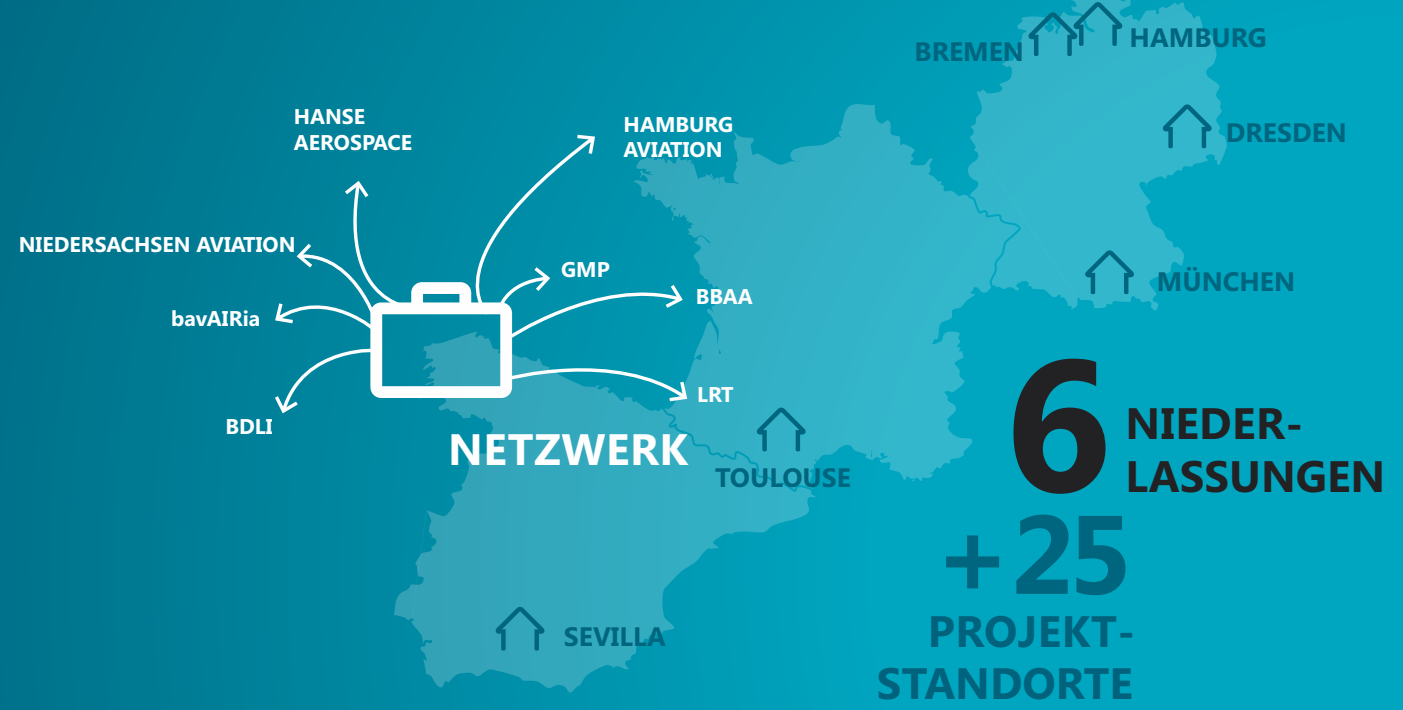 BREMEN
HAMBURG
HANSE
AEROSPACE
HAMBURG
AVIATION
DRESDEN
NIEDERSACHSEN AVIATION
GMP
MÜNCHEN
BBAA
bavAIRia
LRT
BDLI
NETZWERK
TOULOUSE
6 NIEDER-
LASSUNGEN
+25
PROJEKT-
STANDORTE
SEVILLA